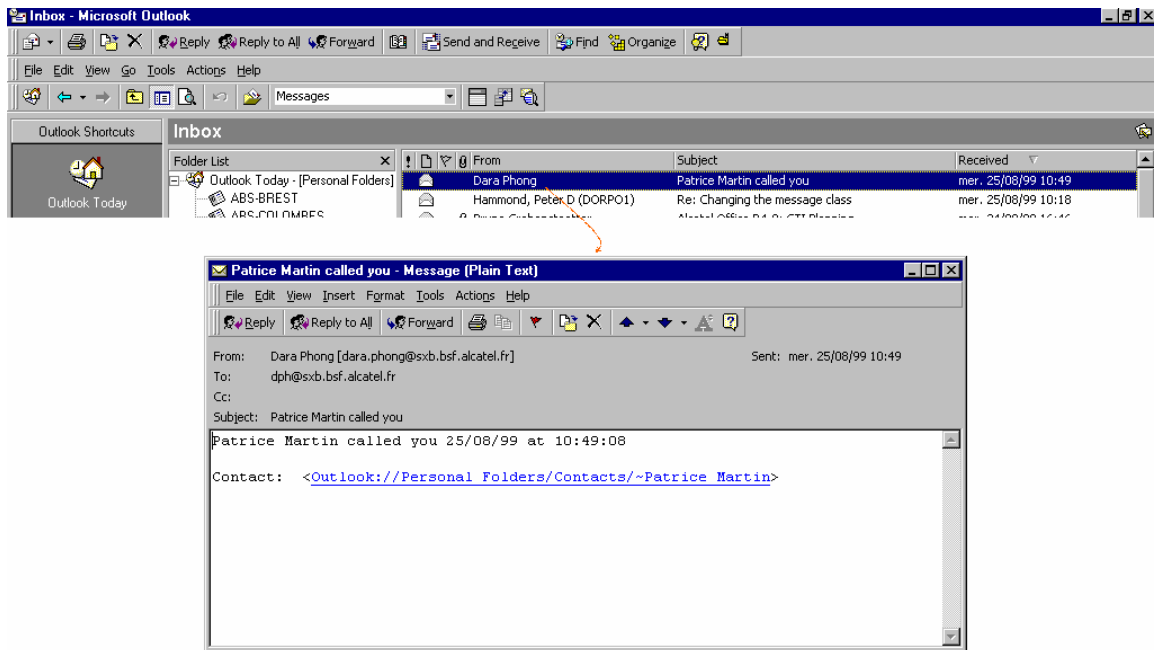 Inbox - Microsoft Outlook
Reply Reply to All Forward Send and Receive Find Organize
File Edit View Go Tools Actions Help
Messages
Outlook Shortcuts Inbox
Folder List From Subject Received
Outlook Today - [Personal Folders] Dara Phong Patrice Martin called you mer. 25/08/99 10:49
Outlook Today ABS-BREST Hammond, Peter D (DORPO1) Re: Changing the message class mer. 25/08/99 10:18
ABS-COLOMBES
Patrice Martin called you - Message (Plain Text)
File Edit View Insert Format Tools Actions Help
Reply Reply to All Forward
From: Dara Phong [dara.phong@sxb.bsf.alcatel.fr] Sent: mer. 25/08/99 10:49
To: dph@sxb.bsf.alcatel.fr
Cc:
Subject: Patrice Martin called you
Patrice Martin called you 25/08/99 at 10:49:08
Contact: <Outlook://Personal Folders/Contacts/~Patrice Martin>